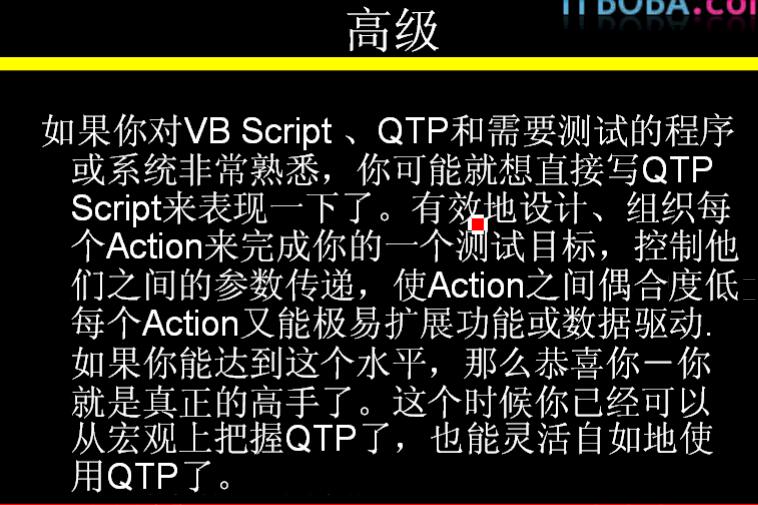 ITBOBA.com
高级
如果你对VB Script 、QTP和需要测试的程序
或系统非常熟悉，你可能就想直接写QTP
Script来表现一下了。有效地设计、组织每
个Action来完成你的一个测试目标，控制他
们之间的参数传递，使Action之间偶合度低
每个Action又能极易扩展功能或数据驱动.
如果你能达到这个水平，那么恭喜你－你
就是真正的高手了。这个时候你已经可以
从宏观上把握QTP了，也能灵活自如地使
用QTP了。